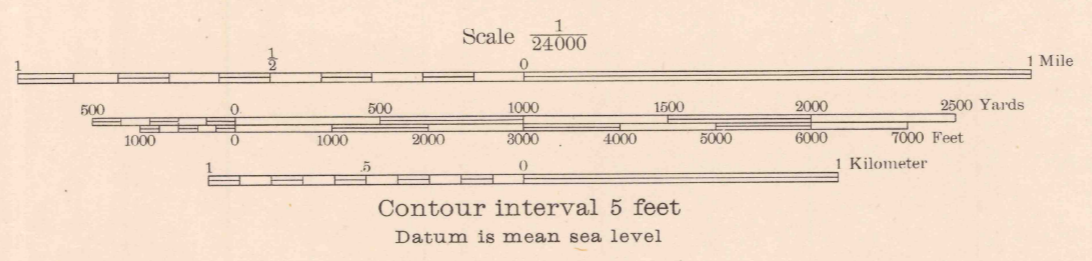 Scale 1/24000
1 1/2 0 1 Mile
500 0 500 1000 1500 2000 2500 Yards
1000 0 1000 2000 3000 4000 5000 6000 7000 Feet
1 .5 0 1 Kilometer
Contour interval 5 feet
Datum is mean sea level